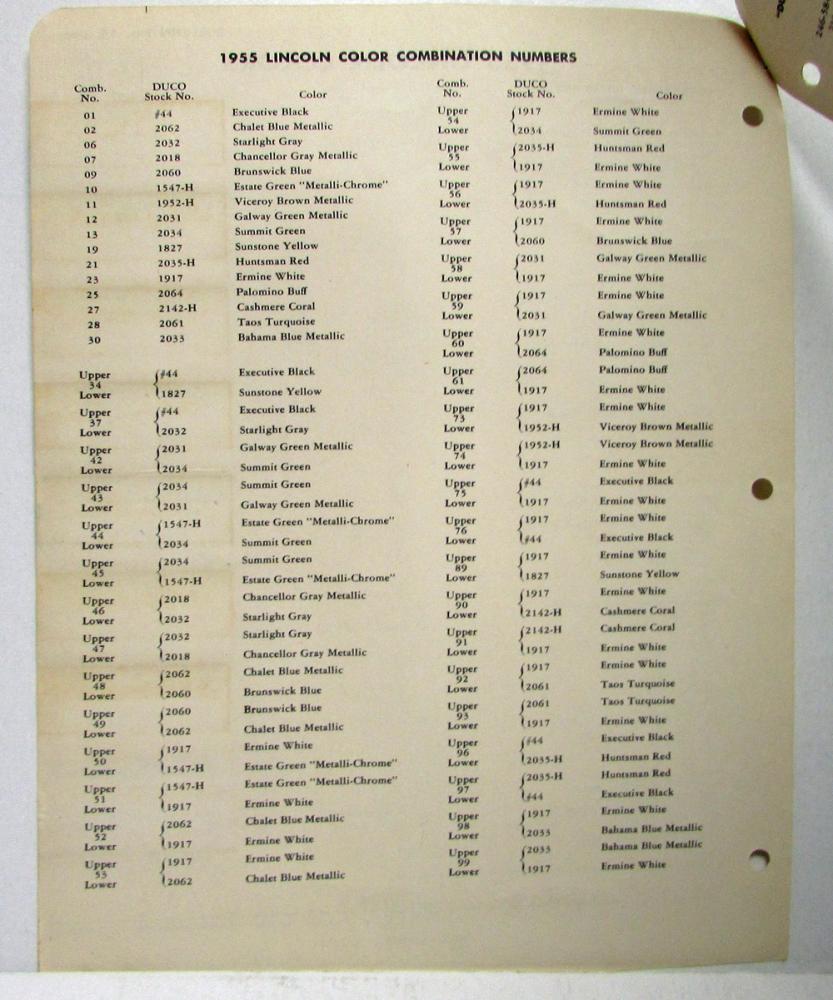 1955 LINCOLN COLOR COMBINATION NUMBERS
Comb. No. DUCO Stock No. Color
01 #44 Executive Black
02 2062 Chalet Blue Metallic
06 2032 Starlight Gray
07 2018 Chancellor Gray Metallic
09 2060 Brunswick Blue
10 1547-H Estate Green "Metalli-Chrome"
11 1952-H Viceroy Brown Metallic
12 2031 Galway Green Metallic
13 2034 Summit Green
19 1827 Sunstone Yellow
21 2035-H Huntsman Red
23 1917 Ermine White
25 2064 Palomino Buff
27 2142-H Cashmere Coral
28 2061 Taos Turquoise
30 2033 Bahama Blue Metallic
Upper #44 Executive Black
34
Lower 1827 Sunstone Yellow
Upper #44 Executive Black
37
Lower 2032 Starlight Gray
Upper 2031 Galway Green Metallic
42
Lower 2034 Summit Green
Upper 2034 Summit Green
43
Lower 2031 Galway Green Metallic
Upper 1547-H Estate Green "Metalli-Chrome"
44
Lower 2034 Summit Green
Upper 2034 Summit Green
45
Lower 1547-H Estate Green "Metalli-Chrome"
Upper 2018 Chancellor Gray Metallic
46
Lower 2032 Starlight Gray
Upper 2032 Starlight Gray
47
Lower 2018 Chancellor Gray Metallic
Upper 2062 Chalet Blue Metallic
48
Lower 2060 Brunswick Blue
Upper 2060 Brunswick Blue
49
Lower 2062 Chalet Blue Metallic
Upper 1917 Ermine White
50
Lower 1547-H Estate Green "Metalli-Chrome"
Upper 1547-H Estate Green "Metalli-Chrome"
51
Lower 1917 Ermine White
Upper 2062 Chalet Blue Metallic
52
Lower 1917 Ermine White
Upper 1917 Ermine White
53
Lower 2062 Chalet Blue Metallic
Comb. No. DUCO Stock No. Color
Upper 1917 Ermine White
54
Lower 2034 Summit Green
Upper 2035-H Huntsman Red
55
Lower 1917 Ermine White
Upper 1917 Ermine White
56
Lower 2035-H Huntsman Red
Upper 1917 Ermine White
57
Lower 2060 Brunswick Blue
Upper 2031 Galway Green Metallic
58
Lower 1917 Ermine White
Upper 1917 Ermine White
59
Lower 2031 Galway Green Metallic
Upper 1917 Ermine White
60
Lower 2064 Palomino Buff
Upper 2064 Palomino Buff
61
Lower 1917 Ermine White
Upper 1917 Ermine White
73
Lower 1952-H Viceroy Brown Metallic
Upper 1952-H Viceroy Brown Metallic
74
Lower 1917 Ermine White
Upper #44 Executive Black
75
Lower 1917 Ermine White
Upper 1917 Ermine White
76
Lower #44 Executive Black
Upper 1917 Ermine White
89
Lower 1827 Sunstone Yellow
Upper 1917 Ermine White
90
Lower 2142-H Cashmere Coral
Upper 2142-H Cashmere Coral
91
Lower 1917 Ermine White
Upper 1917 Ermine White
92
Lower 2061 Taos Turquoise
Upper 2061 Taos Turquoise
93
Lower 1917 Ermine White
Upper #44 Executive Black
96
Lower 2035-H Huntsman Red
Upper 2035-H Huntsman Red
97
Lower #44 Executive Black
Upper 1917 Ermine White
98
Lower 2033 Bahama Blue Metallic
Upper 2033 Bahama Blue Metallic
99
Lower 1917 Ermine White